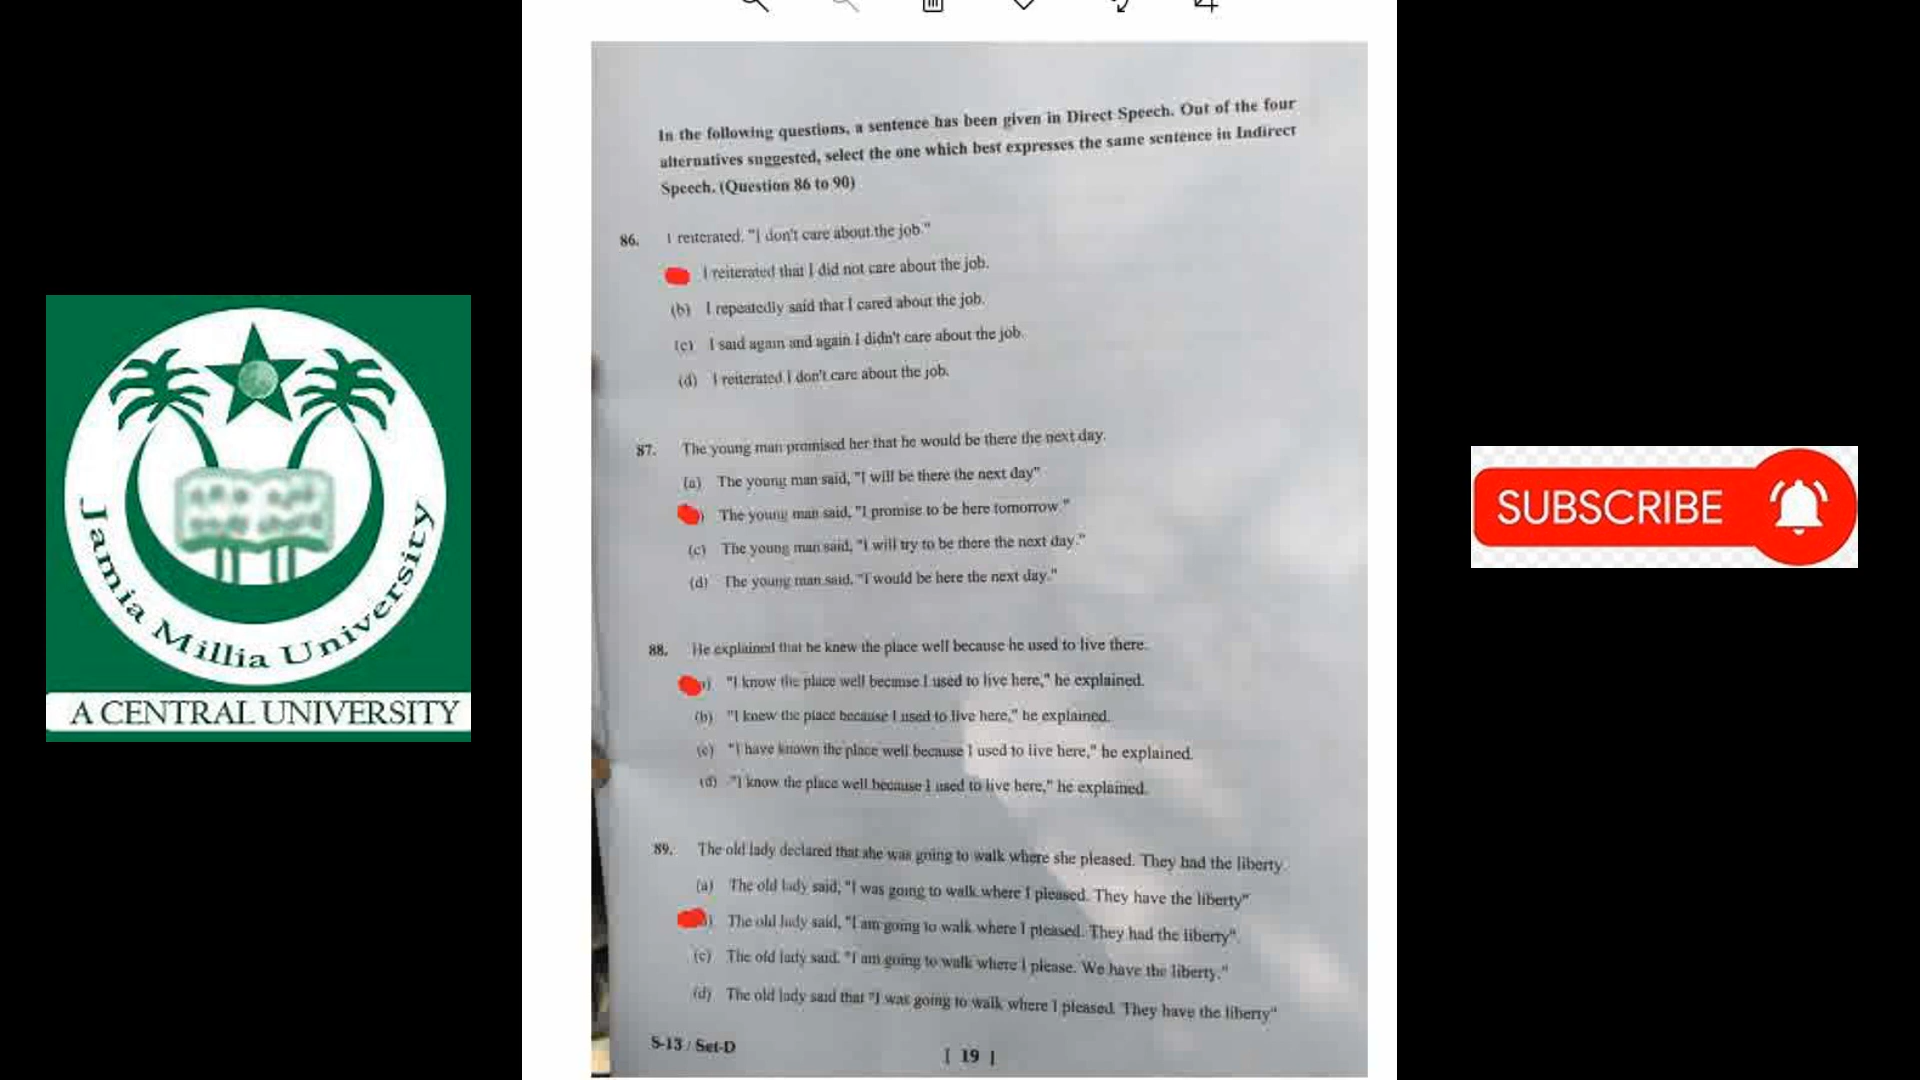 Jamia Millia University
A CENTRAL UNIVERSITY
In the following questions, a sentence has been given in Direct Speech. Out of the four
alternatives suggested, select the one which best expresses the same sentence in Indirect
Speech. (Question 86 to 90)
86. I reiterated. "I don't care about the job."
I reiterated that I did not care about the job.
(b) I repeatedly said that I cared about the job.
(c) I said again and again I didn't care about the job.
(d) I reiterated I don't care about the job.
87. The young man promised her that he would be there the next day.
(a) The young man said, "I will be there the next day"
) The young man said, "I promise to be here tomorrow."
(c) The young man said, "I will try to be there the next day."
(d) The young man said, "I would be here the next day."
88. He explained that he knew the place well because he used to live there.
) "I know the place well because I used to live here," he explained.
(b) "I knew the place because I used to live here," he explained.
(c) "I have known the place well because I used to live here," he explained.
(d) "I know the place well because I used to live here," he explained.
89. The old lady declared that she was going to walk where she pleased. They had the liberty.
(a) The old lady said, "I was going to walk where I pleased. They have the liberty"
) The old lady said, "I am going to walk where I pleased. They had the liberty".
(c) The old lady said. "I am going to walk where I please. We have the liberty."
(d) The old lady said that "I was going to walk where I pleased. They have the liberty"
S-13 / Set-D
[ 19 ]
SUBSCRIBE